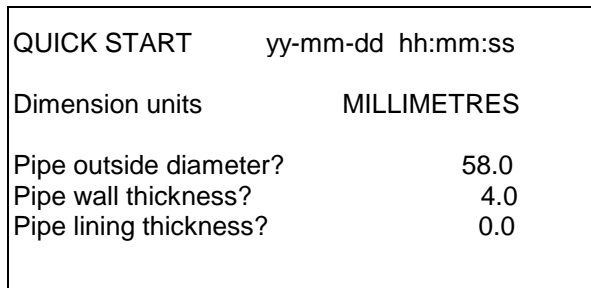 QUICK START yy-mm-dd hh:mm:ss
Dimension units MILLIMETRES
Pipe outside diameter? 58.0
Pipe wall thickness? 4.0
Pipe lining thickness? 0.0